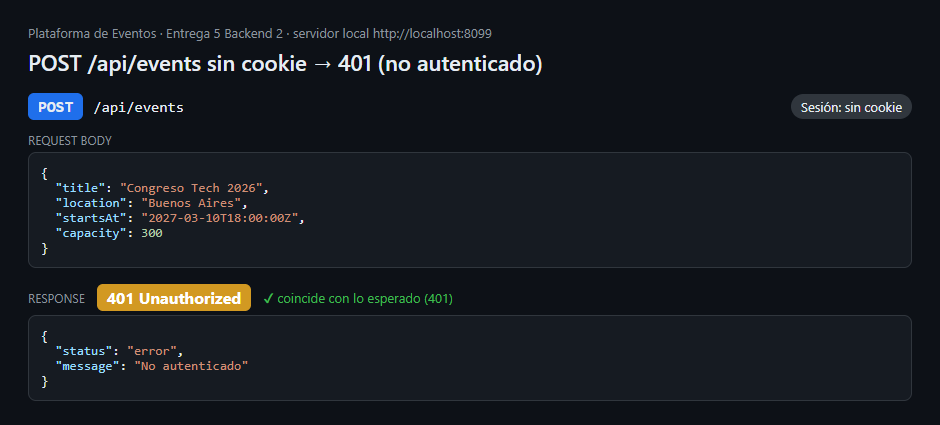 Plataforma de Eventos · Entrega 5 Backend 2 · servidor local http://localhost:8099
POST /api/events sin cookie → 401 (no autenticado)
POST /api/events
Sesión: sin cookie
REQUEST BODY
{
  "title": "Congreso Tech 2026",
  "location": "Buenos Aires",
  "startsAt": "2027-03-10T18:00:00Z",
  "capacity": 300
}
RESPONSE 401 Unauthorized ✓ coincide con lo esperado (401)
{
  "status": "error",
  "message": "No autenticado"
}